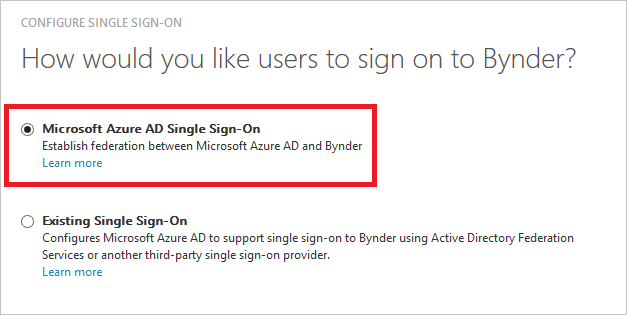 CONFIGURE SINGLE SIGN-ON
How would you like users to sign on to Bynder?
Microsoft Azure AD Single Sign-On
Establish federation between Microsoft Azure AD and Bynder
Learn more
Existing Single Sign-On
Configures Microsoft Azure AD to support single sign-on to Bynder using Active Directory Federation
Services or another third-party single sign-on provider.
Learn more